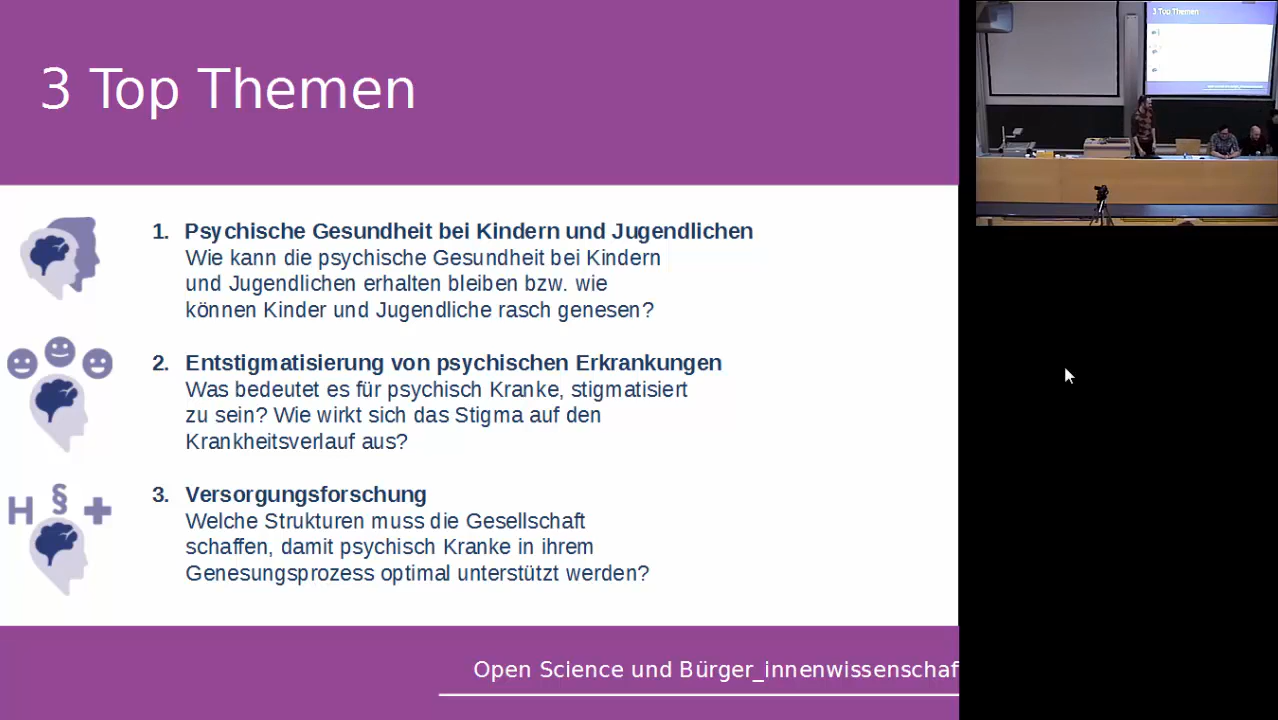 3 Top Themen
3 Top Themen
1. Psychische Gesundheit bei Kindern und Jugendlichen
Wie kann die psychische Gesundheit bei Kindern
und Jugendlichen erhalten bleiben bzw. wie
können Kinder und Jugendliche rasch genesen?
2. Entstigmatisierung von psychischen Erkrankungen
Was bedeutet es für psychisch Kranke, stigmatisiert
zu sein? Wie wirkt sich das Stigma auf den
Krankheitsverlauf aus?
H § +
3. Versorgungsforschung
Welche Strukturen muss die Gesellschaft
schaffen, damit psychisch Kranke in ihrem
Genesungsprozess optimal unterstützt werden?
Open Science und Bürger_innenwissenschaf